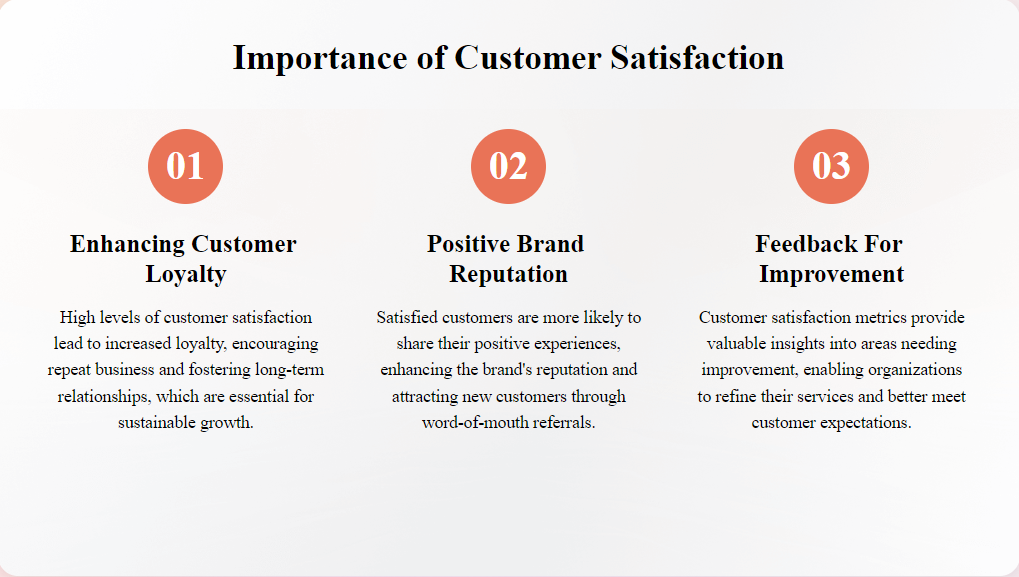 Importance of Customer Satisfaction
01
Enhancing Customer
Loyalty
High levels of customer satisfaction
lead to increased loyalty, encouraging
repeat business and fostering long-term
relationships, which are essential for
sustainable growth.
02
Positive Brand
Reputation
Satisfied customers are more likely to
share their positive experiences,
enhancing the brand's reputation and
attracting new customers through
word-of-mouth referrals.
03
Feedback For
Improvement
Customer satisfaction metrics provide
valuable insights into areas needing
improvement, enabling organizations
to refine their services and better meet
customer expectations.